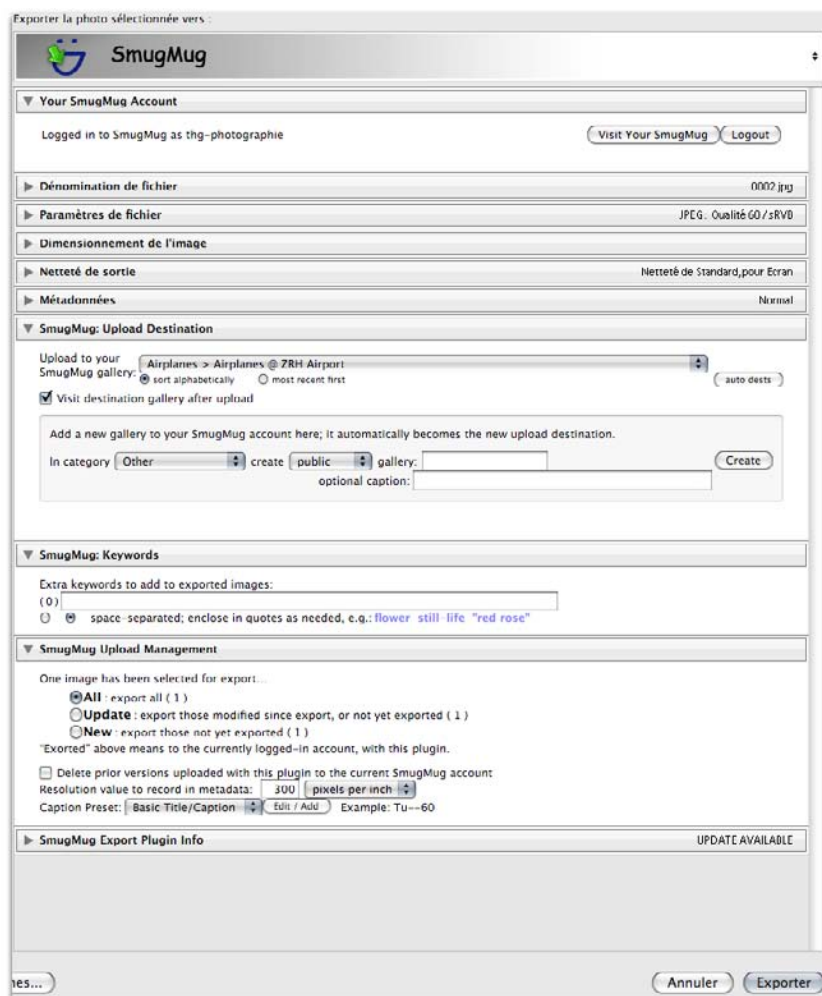 Exporter la photo sélectionnée vers :
SmugMug
Your SmugMug Account
Logged in to SmugMug as thg-photographie Visit Your SmugMug Logout
Dénomination de fichier 0002.jpg
Paramètres de fichier JPEG. Qualité 60 / sRVB
Dimensionnement de l'image
Netteté de sortie Netteté de Standard,pour Ecran
Métadonnées Normal
SmugMug: Upload Destination
Upload to your
SmugMug gallery: Airplanes > Airplanes @ ZRH Airport
sort alphabetically most recent first auto dests
Visit destination gallery after upload
Add a new gallery to your SmugMug account here; it automatically becomes the new upload destination.
In category Other create public gallery: Create
optional caption:
SmugMug: Keywords
Extra keywords to add to exported images:
(0)
space-separated; enclose in quotes as needed, e.g.: flower still-life "red rose"
SmugMug Upload Management
One image has been selected for export...
All : export all ( 1 )
Update : export those modified since export, or not yet exported ( 1 )
New : export those not yet exported ( 1 )
"Exorted" above means to the currently logged-in account, with this plugin.
Delete prior versions uploaded with this plugin to the current SmugMug account
Resolution value to record in metadata: 300 pixels per inch
Caption Preset: Basic Title/Caption Edit / Add Example: Tu--60
SmugMug Export Plugin Info UPDATE AVAILABLE
nes... Annuler Exporter